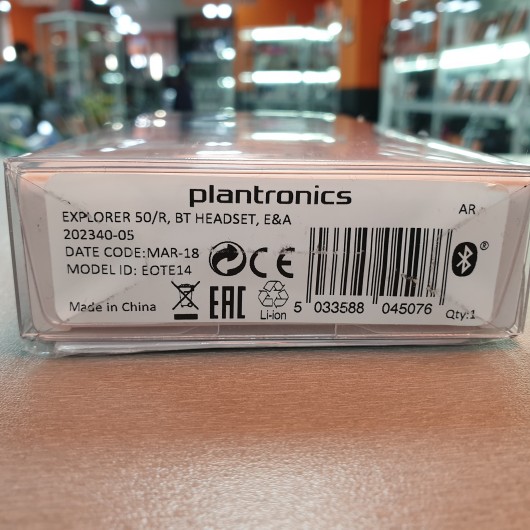 plantronics
EXPLORER 50/R, BT HEADSET, E&A
AR
202340-05
DATE CODE:MAR-18
MODEL ID: EOTE14
CE
®
Made in China
EAC
Li-ion
5 033588 045076
Qty:1